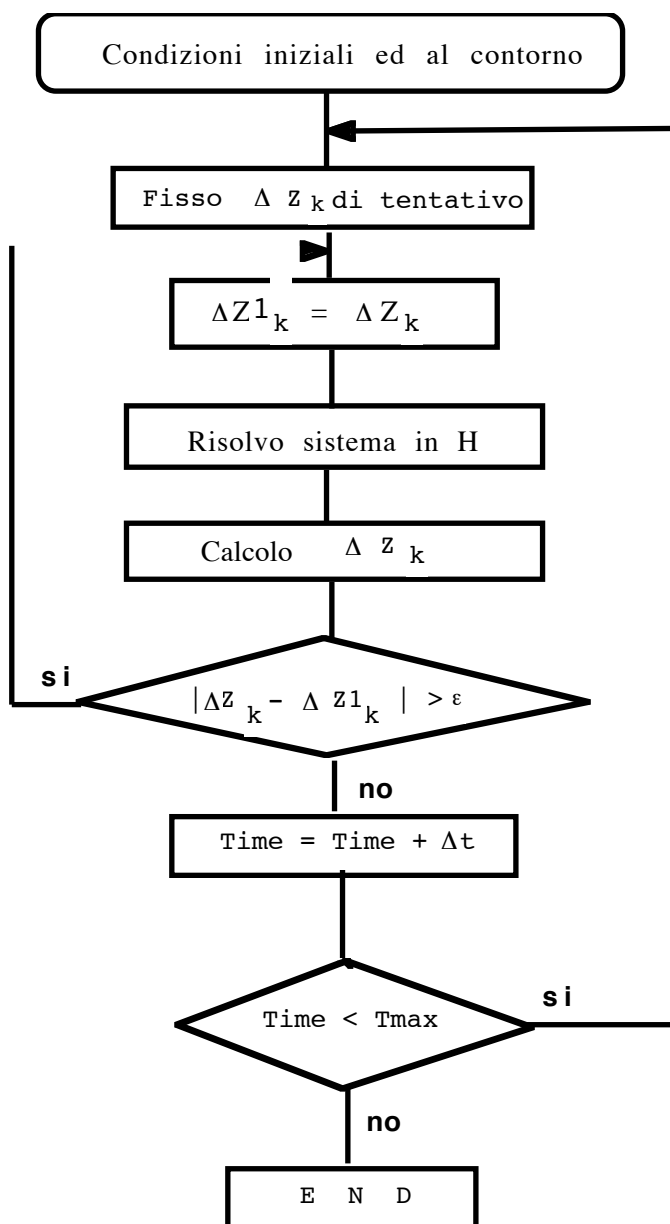 Condizioni iniziali ed al contorno
Fisso Δ Z k di tentativo
ΔZ1 k = ΔZ k
Risolvo sistema in H
Calcolo Δ Z k
si
|ΔZ k - Δ Z1 k | > ε
no
Time = Time + Δt
si
Time < Tmax
no
E N D